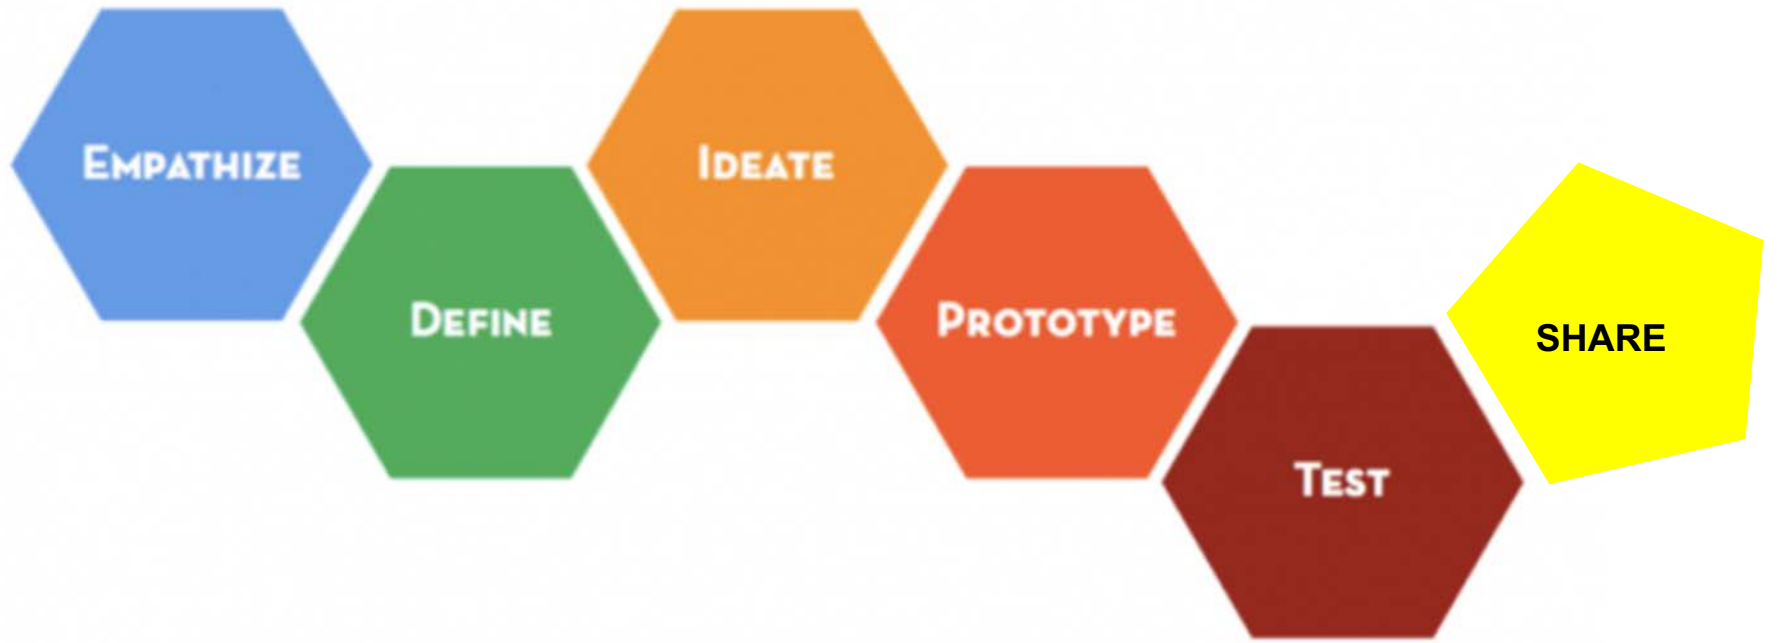 EMPATHIZE
DEFINE
IDEATE
PROTOTYPE
TEST
SHARE